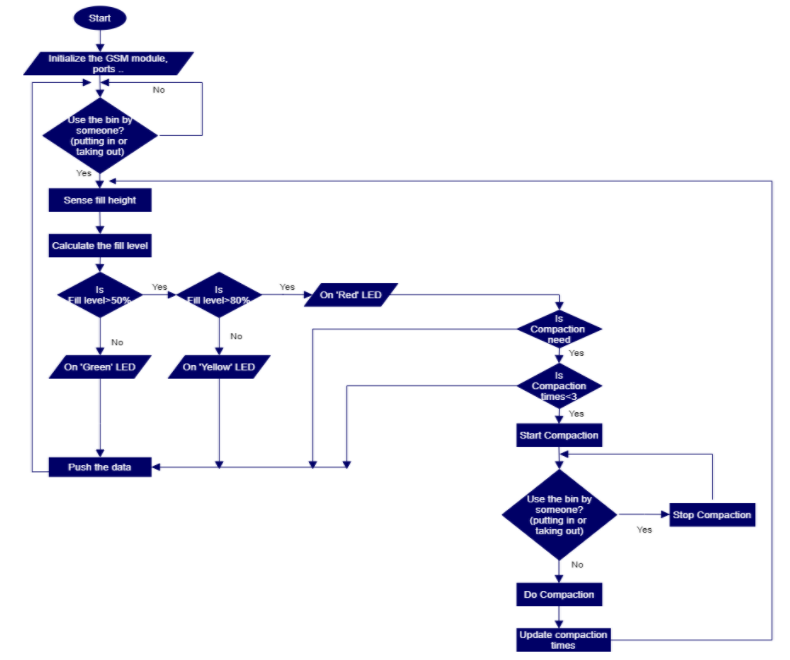 Start
Initialize the GSM module,
ports ..
No
Use the bin by
someone?
(putting in or
taking out)
Yes
Sense fill height
Calculate the fill level
Is
Fill level>50%
Yes
Is
Fill level>80%
Yes
On 'Red' LED
Is
Compaction
need
No
No
Yes
On 'Green' LED
On 'Yellow' LED
Is
Compaction
times<3
Yes
Start Compaction
Push the data
Use the bin by
someone?
(putting in or
taking out)
Stop Compaction
Yes
No
Do Compaction
Update compaction
times